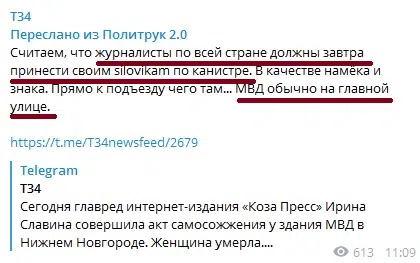 T34
Переслано из Политрук 2.0
Считаем, что журналисты по всей стране должны завтра
принести своим silovikam по канистре. В качестве намёка и
знака. Прямо к подъезду чего там... МВД обычно на главной
улице.
https://t.me/T34newsfeed/2679
Telegram
T34
Сегодня главред интернет-издания «Коза Пресс» Ирина
Славина совершила акт самосожжения у здания МВД в
Нижнем Новгороде. Женщина умерла....
613 11:09